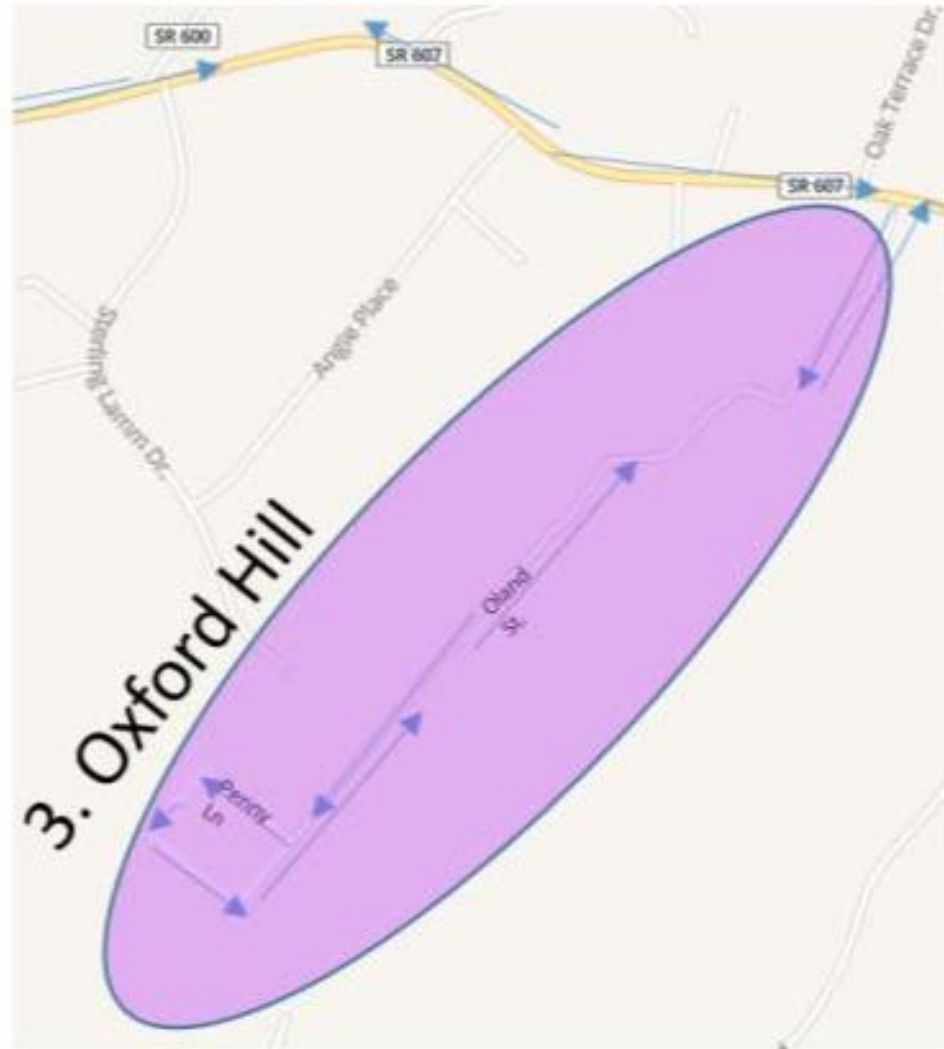 SR 600
SR 607
Oak Terrace Dr.
SR 607
Sterling Lamm Dr.
Angie Place
3. Oxford Hill
Oland
St.
Penny
Ln